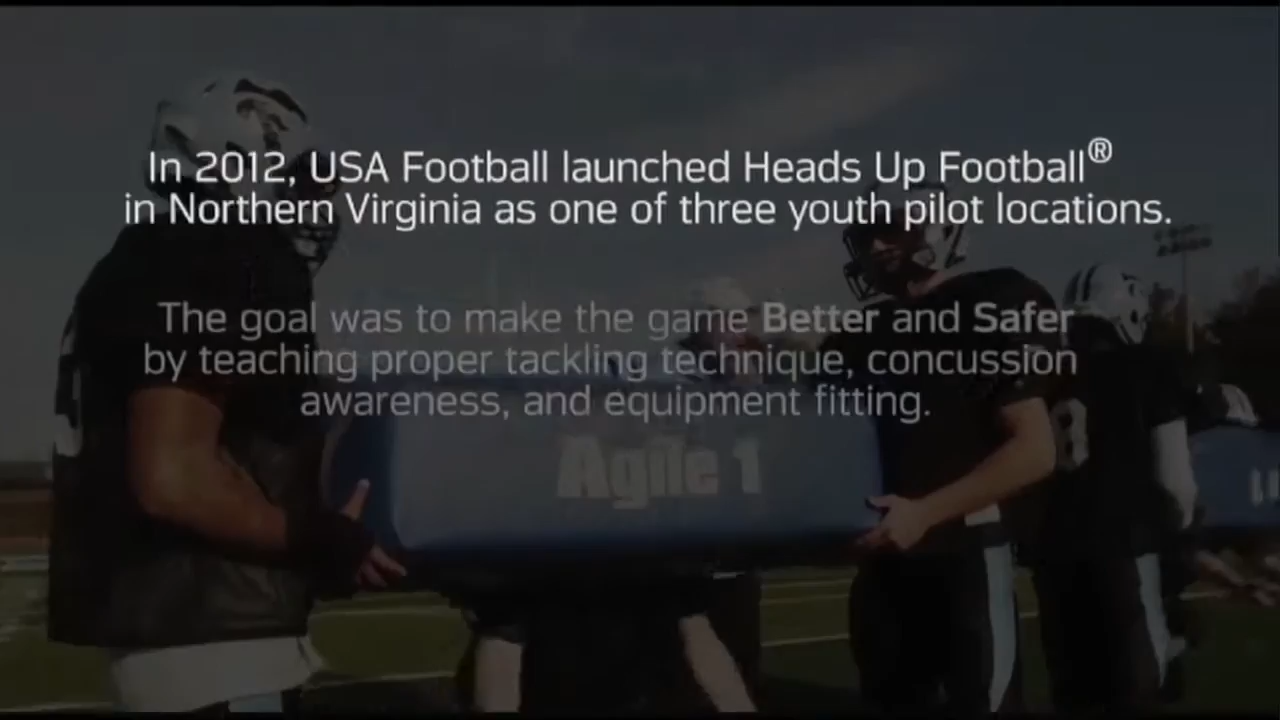 In 2012, USA Football launched Heads Up Football®
in Northern Virginia as one of three youth pilot locations.
The goal was to make the game Better and Safer
by teaching proper tackling technique, concussion
awareness, and equipment fitting.
Agile 1